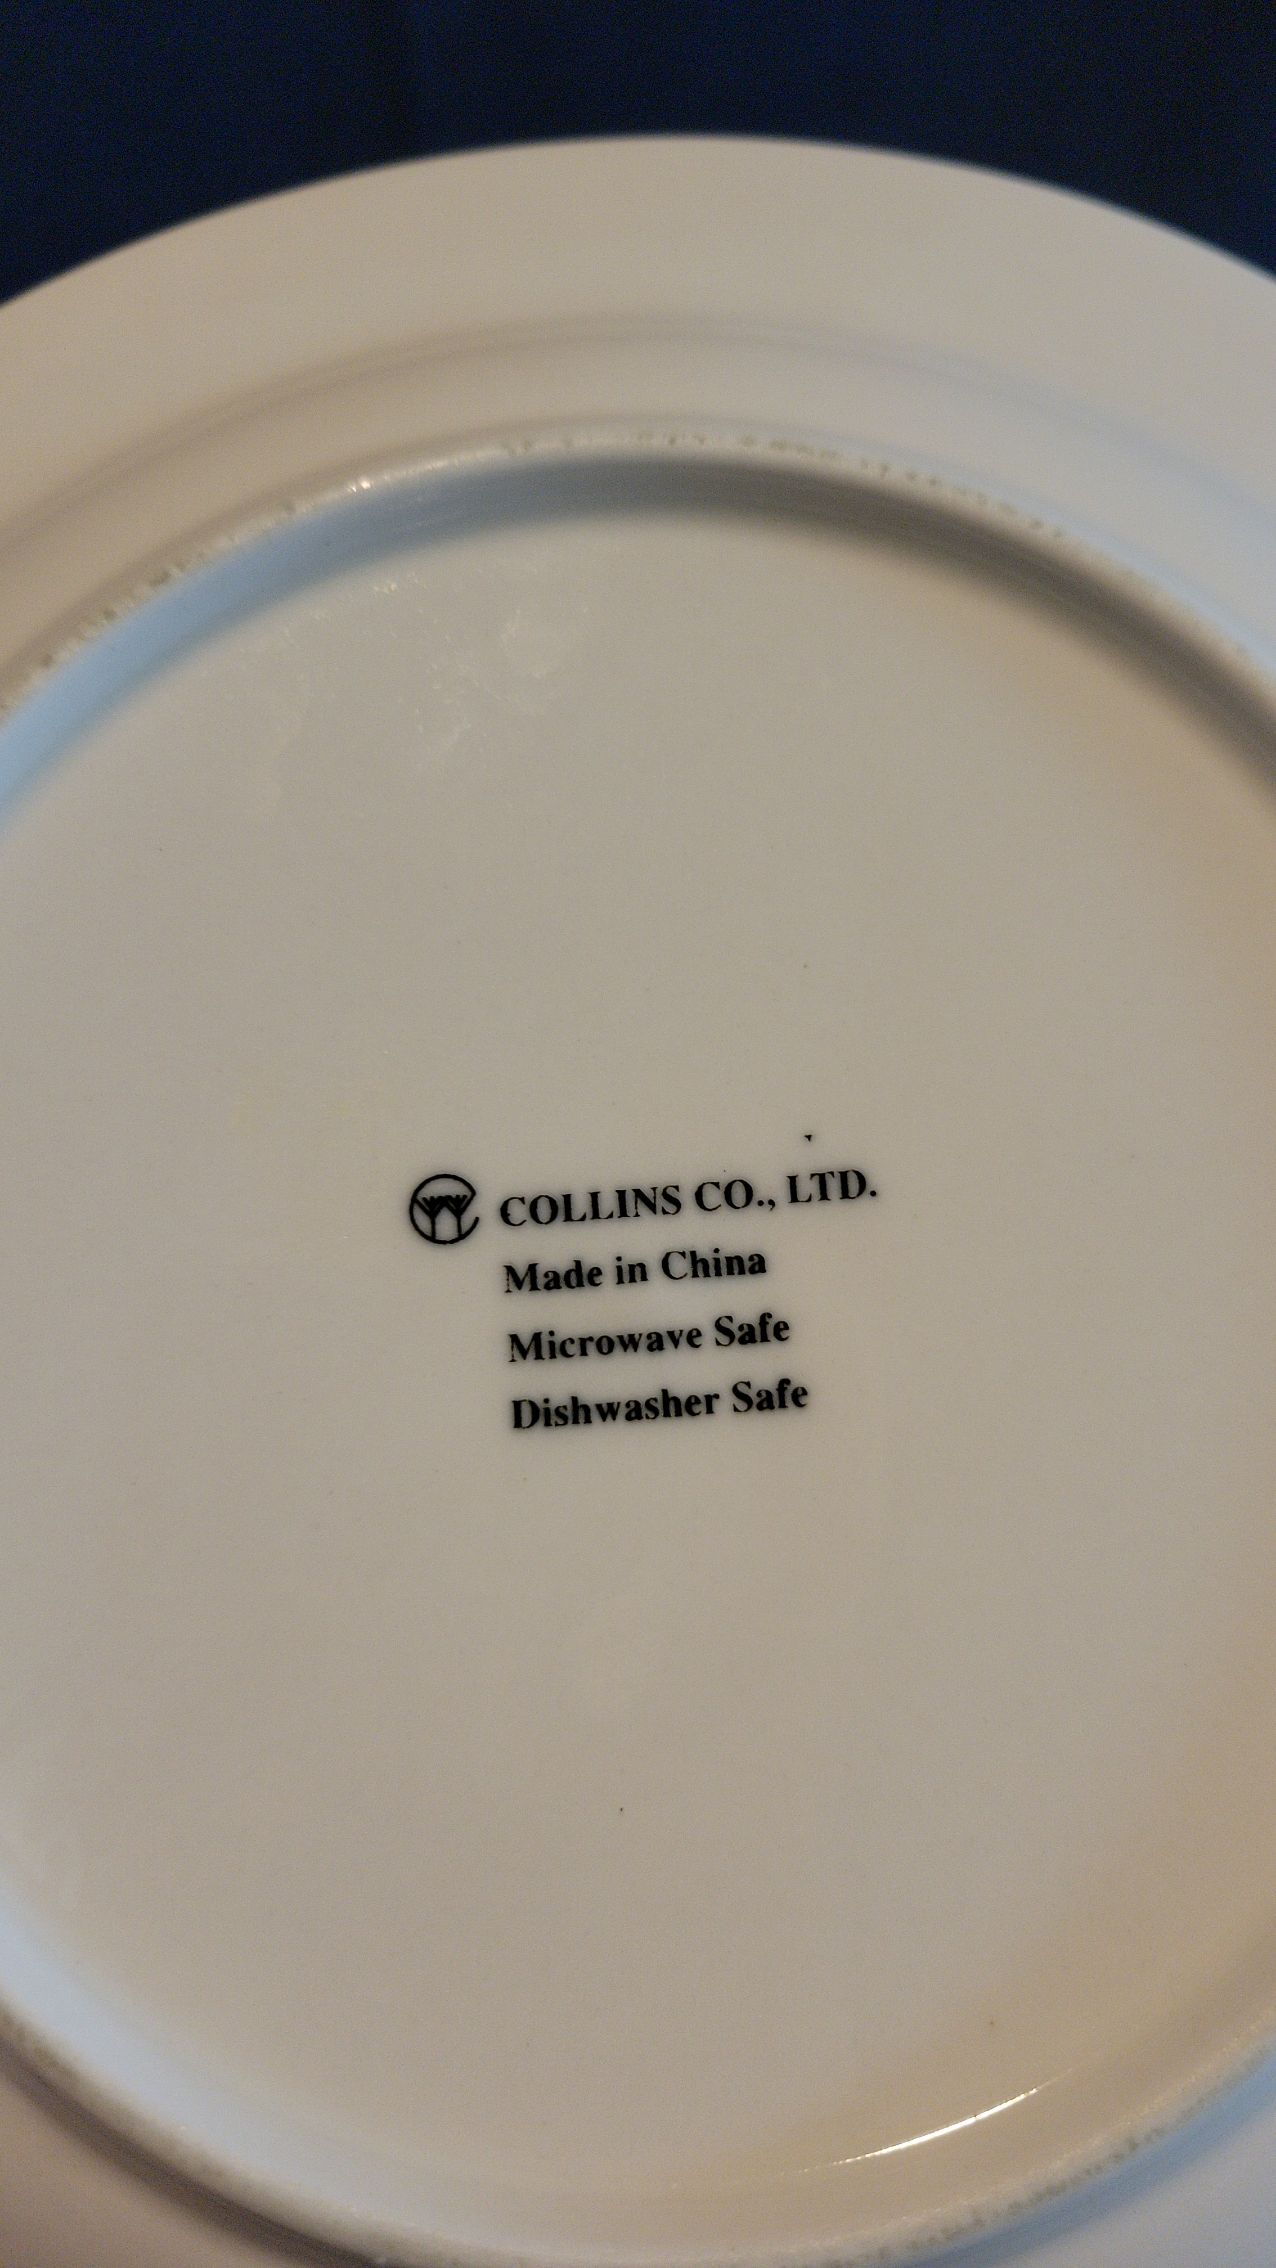 COLLINS CO., LTD.
Made in China
Microwave Safe
Dishwasher Safe